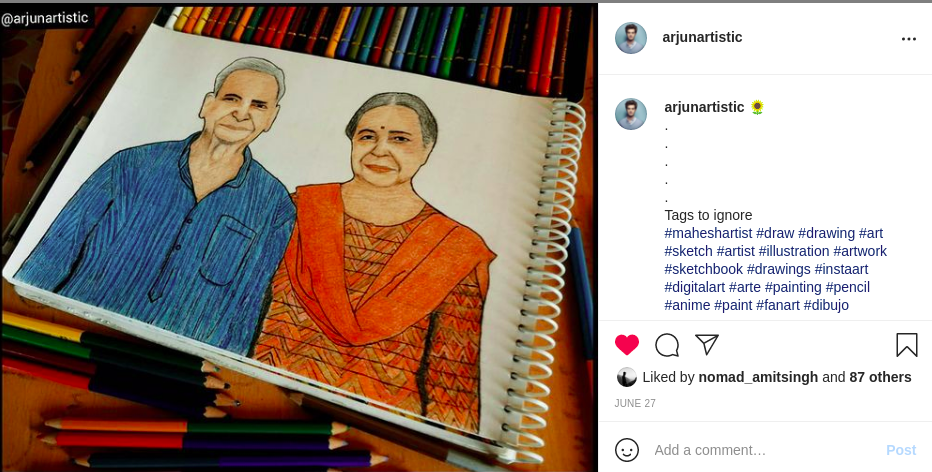 @arjunartistic
arjunartistic
arjunartistic 🌻
.
.
.
.
.
Tags to ignore
#maheshartist #draw #drawing #art
#sketch #artist #illustration #artwork
#sketchbook #drawings #instaart
#digitalart #arte #painting #pencil
#anime #paint #fanart #dibujo
Liked by nomad_amitsingh and 87 others
JUNE 27
Add a comment…
Post